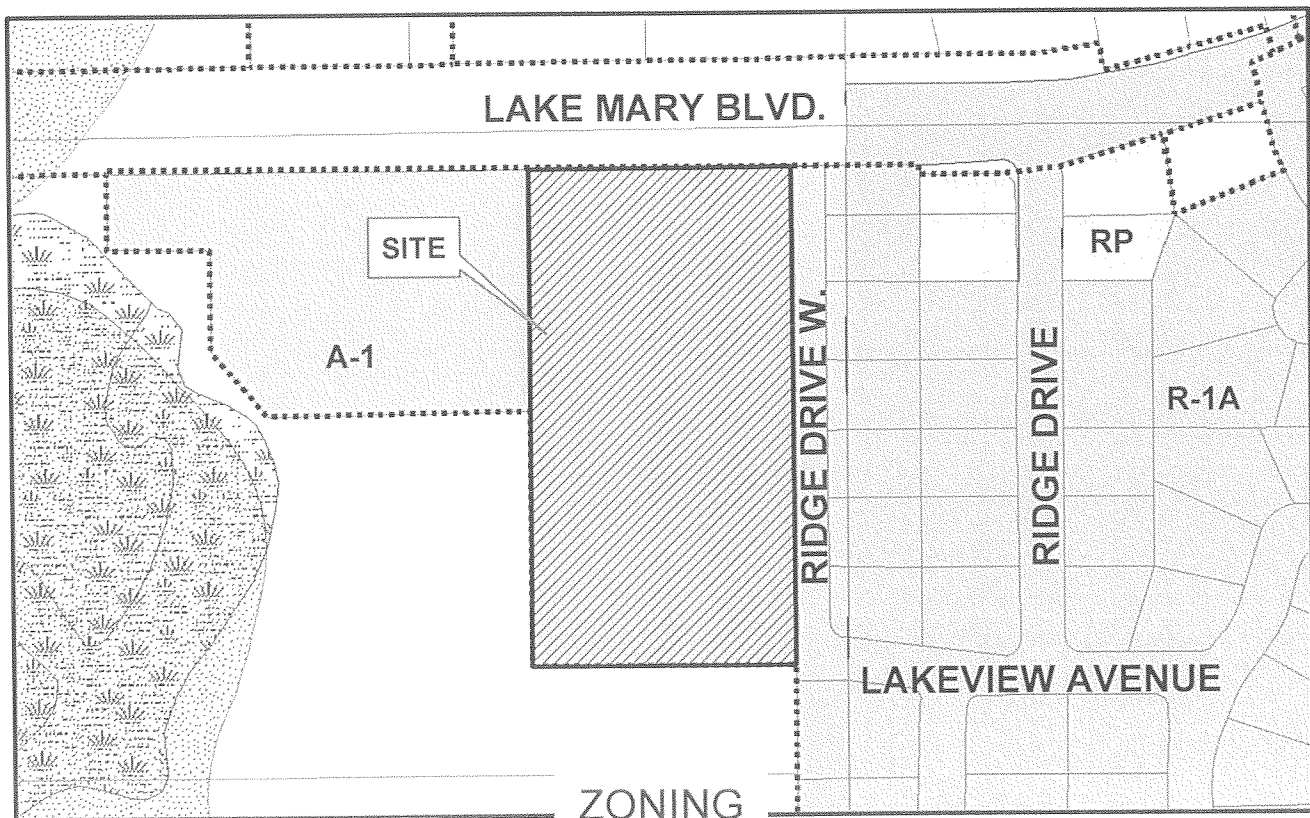 LAKE MARY BLVD.
SITE
RP
A-1
RIDGE DRIVE W.
RIDGE DRIVE
R-1A
LAKEVIEW AVENUE
ZONING